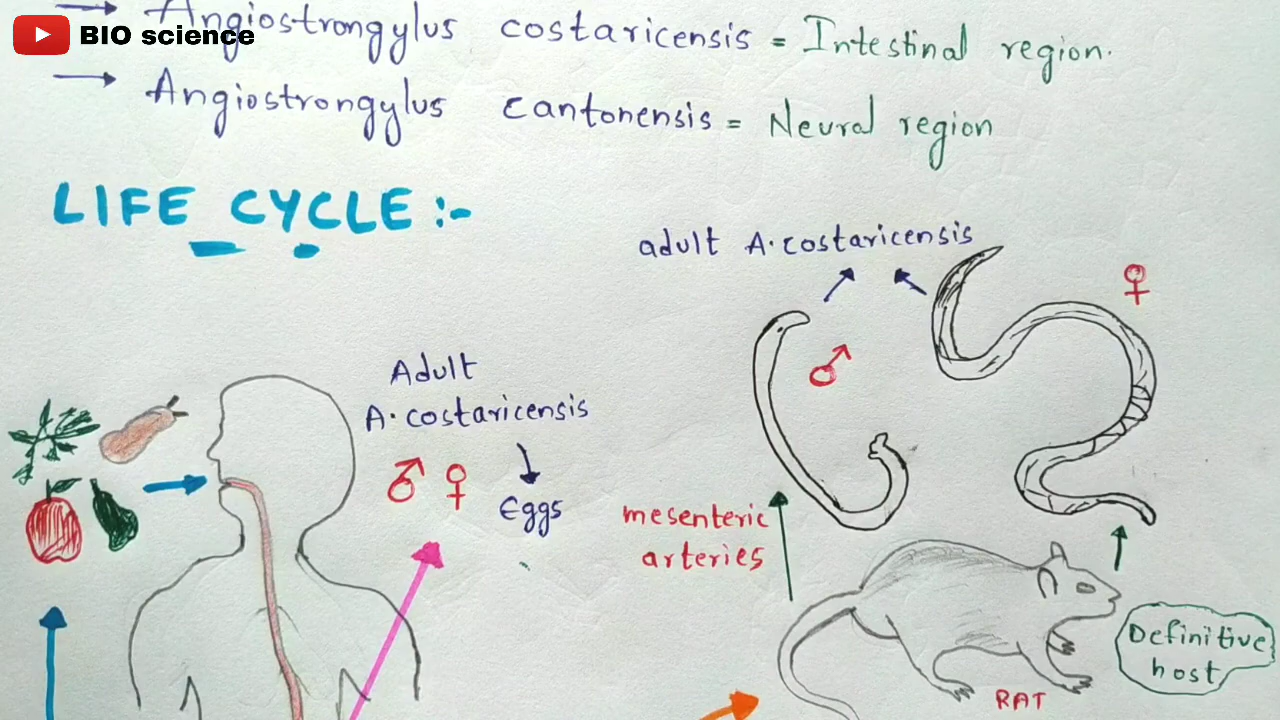 BIO science
→ Angiostrongylus costaricensis = Intestinal region.
→ Angiostrongylus cantonensis = Neural region
LIFE CYCLE :-
adult A. costaricensis
♀
♂
Adult
A. costaricensis
♂ ♀
Eggs
mesenteric
arteries
Definitive
host
RAT